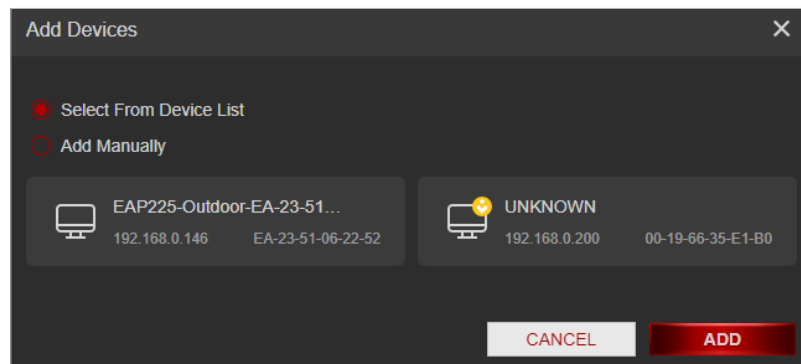 Add Devices
Select From Device List
Add Manually
EAP225-Outdoor-EA-23-51...
192.168.0.146 EA-23-51-06-22-52
UNKNOWN
192.168.0.200 00-19-66-35-E1-B0
CANCEL
ADD